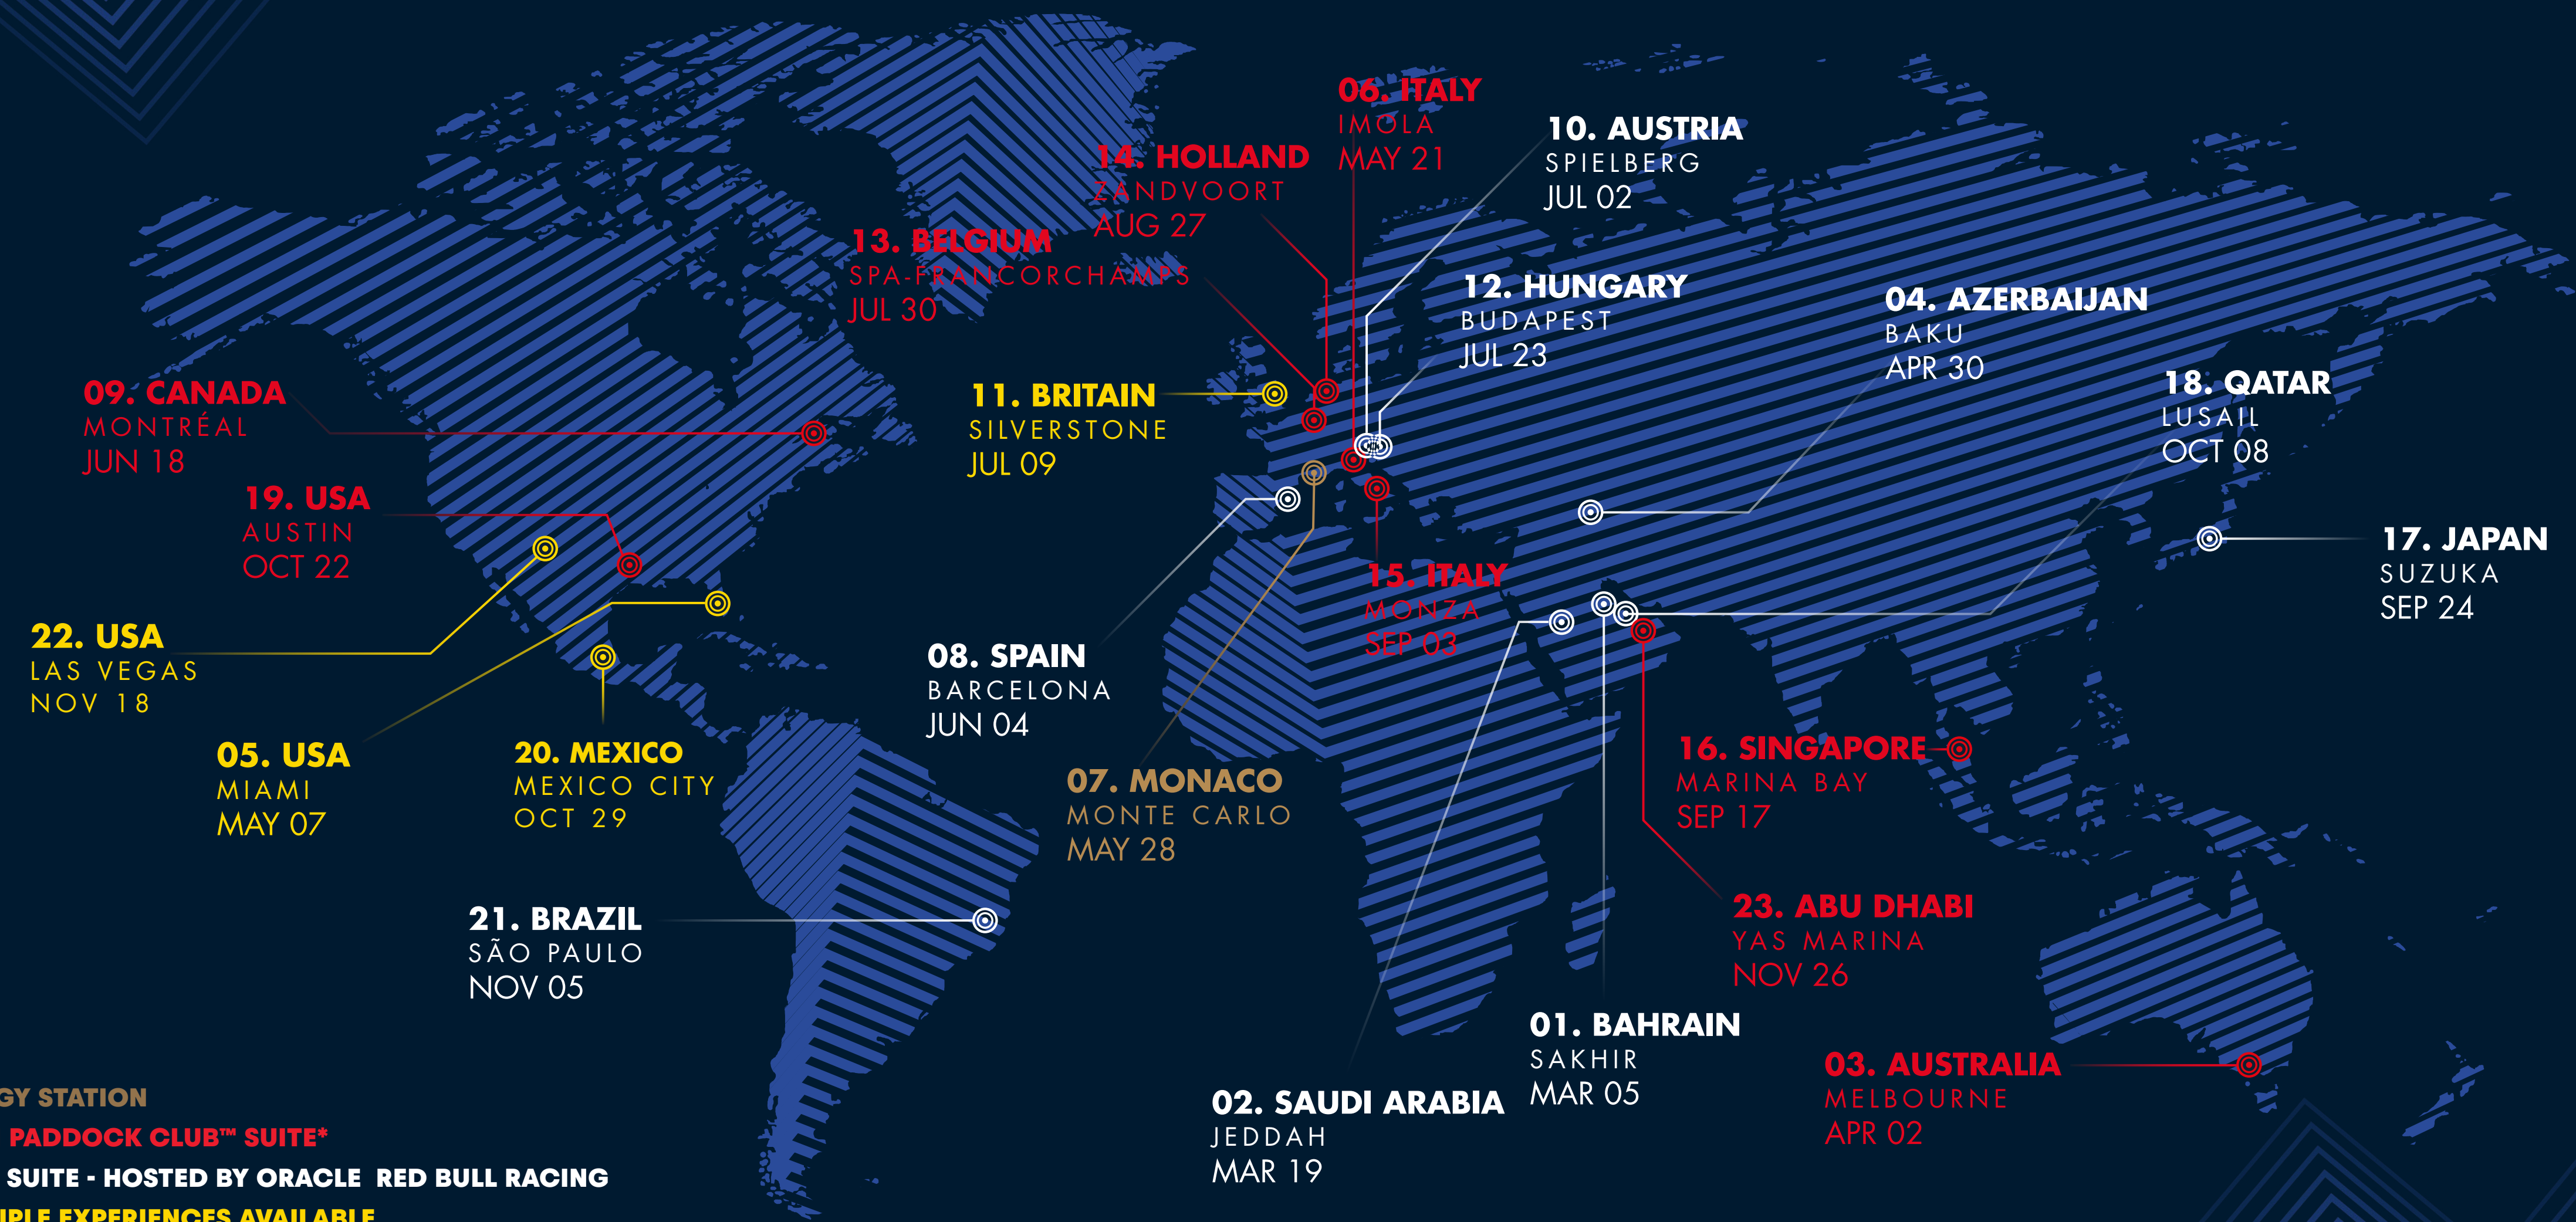 06. ITALY
IMOLA
MAY 21
10. AUSTRIA
SPIELBERG
JUL 02
14. HOLLAND
ZANDVOORT
AUG 27
13. BELGIUM
SPA-FRANCORCHAMPS
JUL 30
12. HUNGARY
BUDAPEST
JUL 23
04. AZERBAIJAN
BAKU
APR 30
18. QATAR
LUSAIL
OCT 08
09. CANADA
MONTRÉAL
JUN 18
11. BRITAIN
SILVERSTONE
JUL 09
19. USA
AUSTIN
OCT 22
17. JAPAN
SUZUKA
SEP 24
15. ITALY
MONZA
SEP 03
22. USA
LAS VEGAS
NOV 18
08. SPAIN
BARCELONA
JUN 04
05. USA
MIAMI
MAY 07
20. MEXICO
MEXICO CITY
OCT 29
07. MONACO
MONTE CARLO
MAY 28
16. SINGAPORE
MARINA BAY
SEP 17
21. BRAZIL
SÃO PAULO
NOV 05
23. ABU DHABI
YAS MARINA
NOV 26
01. BAHRAIN
SAKHIR
MAR 05
03. AUSTRALIA
MELBOURNE
APR 02
02. SAUDI ARABIA
JEDDAH
MAR 19
GY STATION
PADDOCK CLUB™ SUITE*
SUITE - HOSTED BY ORACLE RED BULL RACING
IPLE EXPERIENCES AVAILABLE